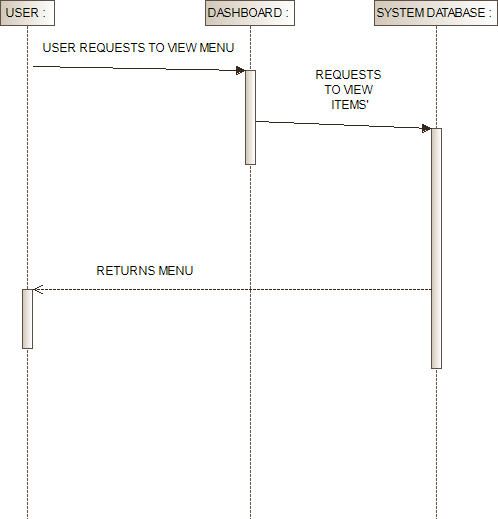 USER :
DASHBOARD :
SYSTEM DATABASE :
USER REQUESTS TO VIEW MENU
REQUESTS
TO VIEW
ITEMS'
RETURNS MENU